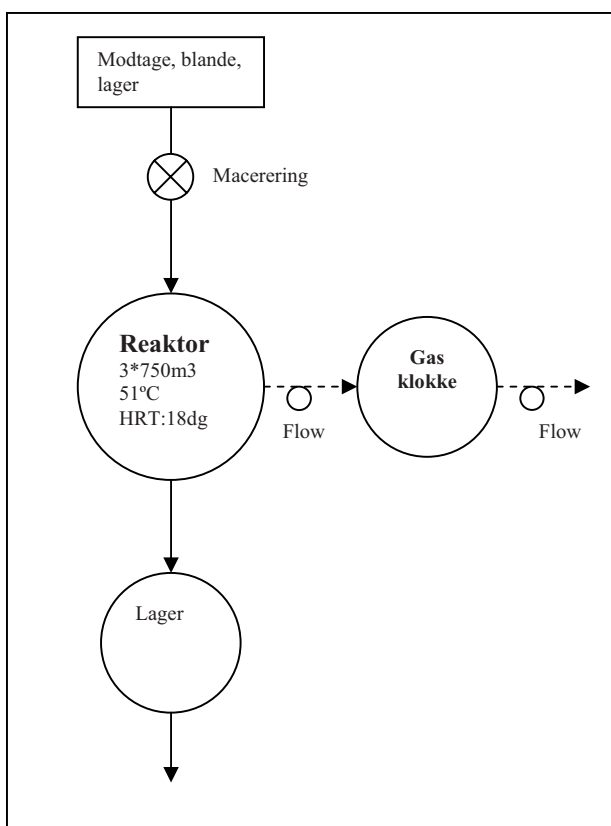 Modtage, blande,
lager
Macerering
Reaktor
3*750m3
51ºC
HRT:18dg
Gas
klokke
Flow
Flow
Lager